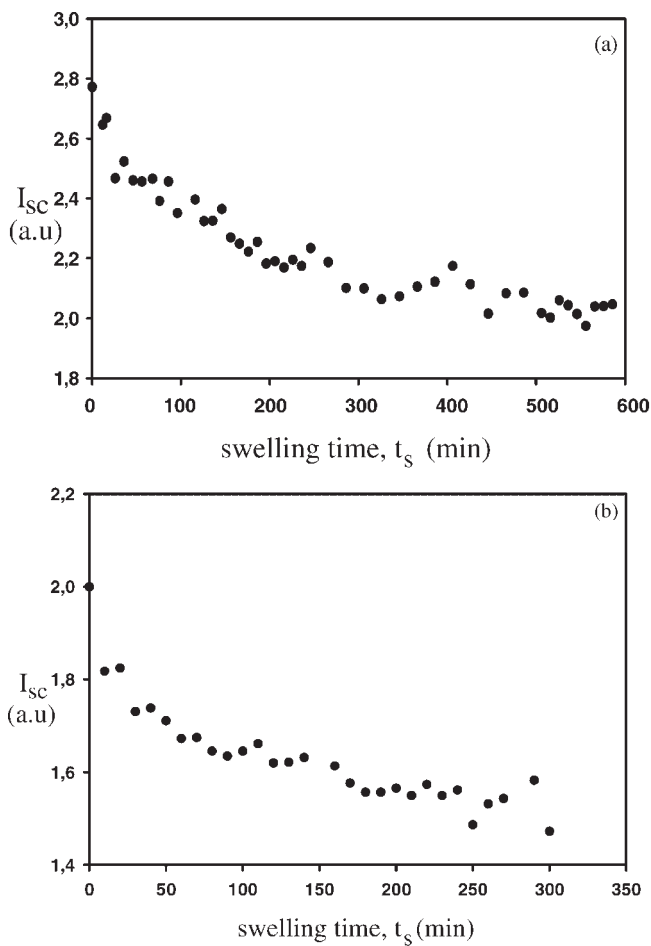 3,0
(a)
2,8
2,6
I_sc 2,4
(a.u)
2,2
2,0
1,8
0 100 200 300 400 500 600
swelling time, t_s (min)
2,2
(b)
2,0
I_sc 1,8
(a.u)
1,6
1,4
0 50 100 150 200 250 300 350
swelling time, t_s (min)